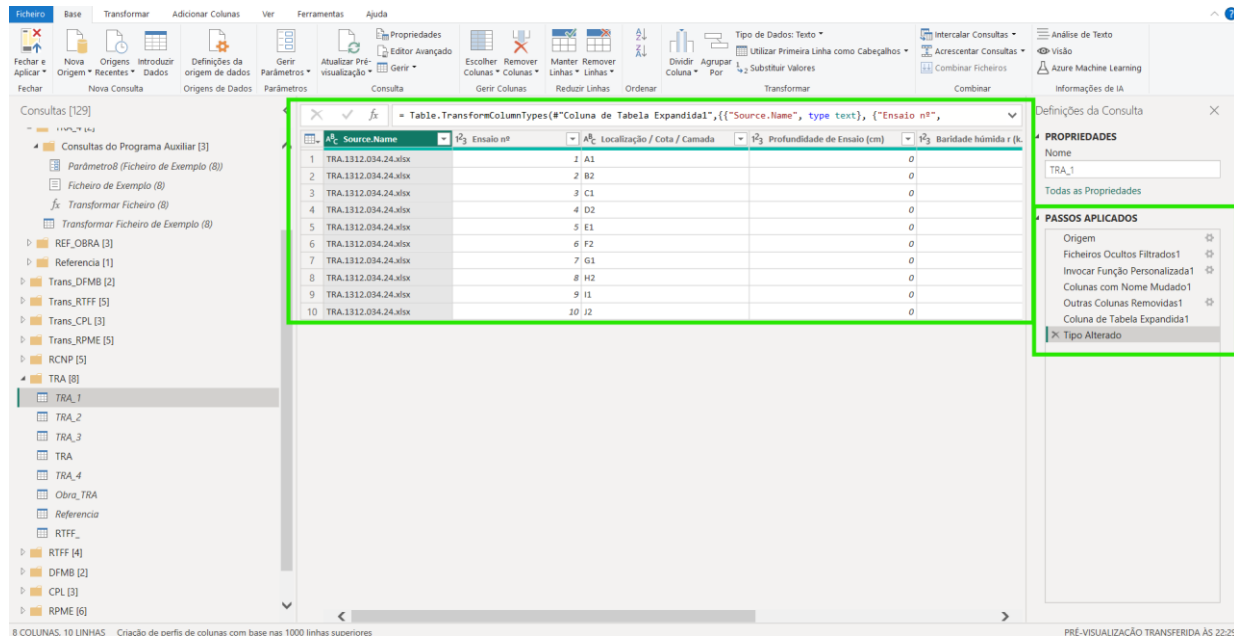 Ficheiro Base Transformar Adicionar Colunas Ver Ferramentas Ajuda
Fechar e Aplicar
Fechar
Nova Origem
Origens Recentes
Introduzir Dados
Nova Consulta
Definições da origem de dados
Origens de Dados
Gerir Parâmetros
Parâmetros
Atualizar Pré-visualização
Propriedades
Editor Avançado
Gerir
Consulta
Escolher Colunas
Remover Colunas
Gerir Colunas
Manter Linhas
Remover Linhas
Reduzir Linhas
Ordenar
Dividir Coluna
Agrupar Por
Tipo de Dados: Texto
Utilizar Primeira Linha como Cabeçalhos
Substituir Valores
Transformar
Intercalar Consultas
Acrescentar Consultas
Combinar Ficheiros
Combinar
Análise de Texto
Visão
Azure Machine Learning
Informações de IA
Consultas [129]
Consultas do Programa Auxiliar [3]
Parâmetro8 (Ficheiro de Exemplo (8))
Ficheiro de Exemplo (8)
fx Transformar Ficheiro (8)
Transformar Ficheiro de Exemplo (8)
REF_OBRA [3]
Referencia [1]
Trans_DFMB [2]
Trans_RTFF [5]
Trans_CPL [3]
Trans_RPME [5]
RCNP [5]
TRA [8]
TRA_1
TRA_2
TRA_3
TRA
TRA_4
Obra_TRA
Referencia
RTFF_
RTFF [4]
DFMB [2]
CPL [3]
RPME [6]
fx = Table.TransformColumnTypes(#"Coluna de Tabela Expandida1",{{"Source.Name", type text}, {"Ensaio nº",
Source.Name Ensaio nº Localização / Cota / Camada Profundidade de Ensaio (cm) Baridade húmida r (k.
1 TRA.1312.034.24.xlsx 1 A1 0
2 TRA.1312.034.24.xlsx 2 B2 0
3 TRA.1312.034.24.xlsx 3 C1 0
4 TRA.1312.034.24.xlsx 4 D2 0
5 TRA.1312.034.24.xlsx 5 E1 0
6 TRA.1312.034.24.xlsx 6 F2 0
7 TRA.1312.034.24.xlsx 7 G1 0
8 TRA.1312.034.24.xlsx 8 H2 0
9 TRA.1312.034.24.xlsx 9 I1 0
10 TRA.1312.034.24.xlsx 10 J2 0
Definições da Consulta
PROPRIEDADES
Nome
TRA_1
Todas as Propriedades
PASSOS APLICADOS
Origem
Ficheiros Ocultos Filtrados1
Invocar Função Personalizada1
Colunas com Nome Mudado1
Outras Colunas Removidas1
Coluna de Tabela Expandida1
Tipo Alterado
8 COLUNAS, 10 LINHAS Criação de perfis de colunas com base nas 1000 linhas superiores
PRÉ-VISUALIZAÇÃO TRANSFERIDA ÀS 22:29